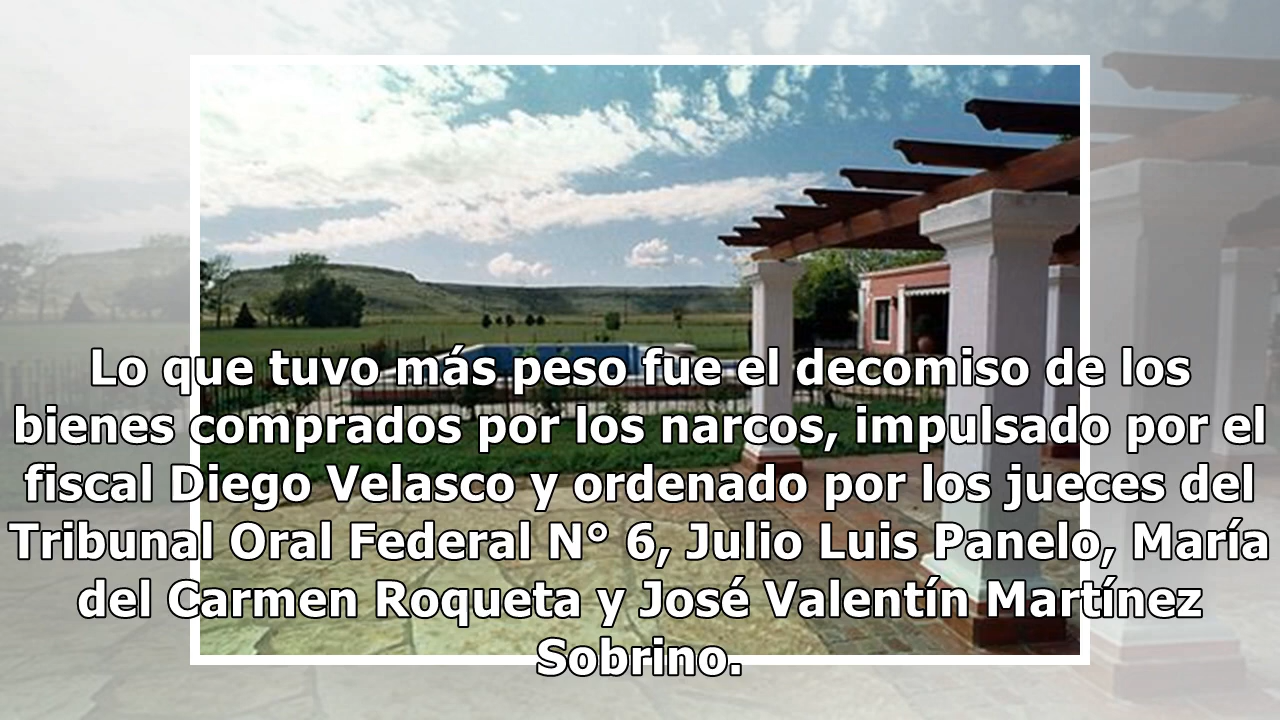 Lo que tuvo más peso fue el decomiso de los
bienes comprados por los narcos, impulsado por el
fiscal Diego Velasco y ordenado por los jueces del
Tribunal Oral Federal N° 6, Julio Luis Panelo, María
del Carmen Roqueta y José Valentín Martínez
Sobrino.